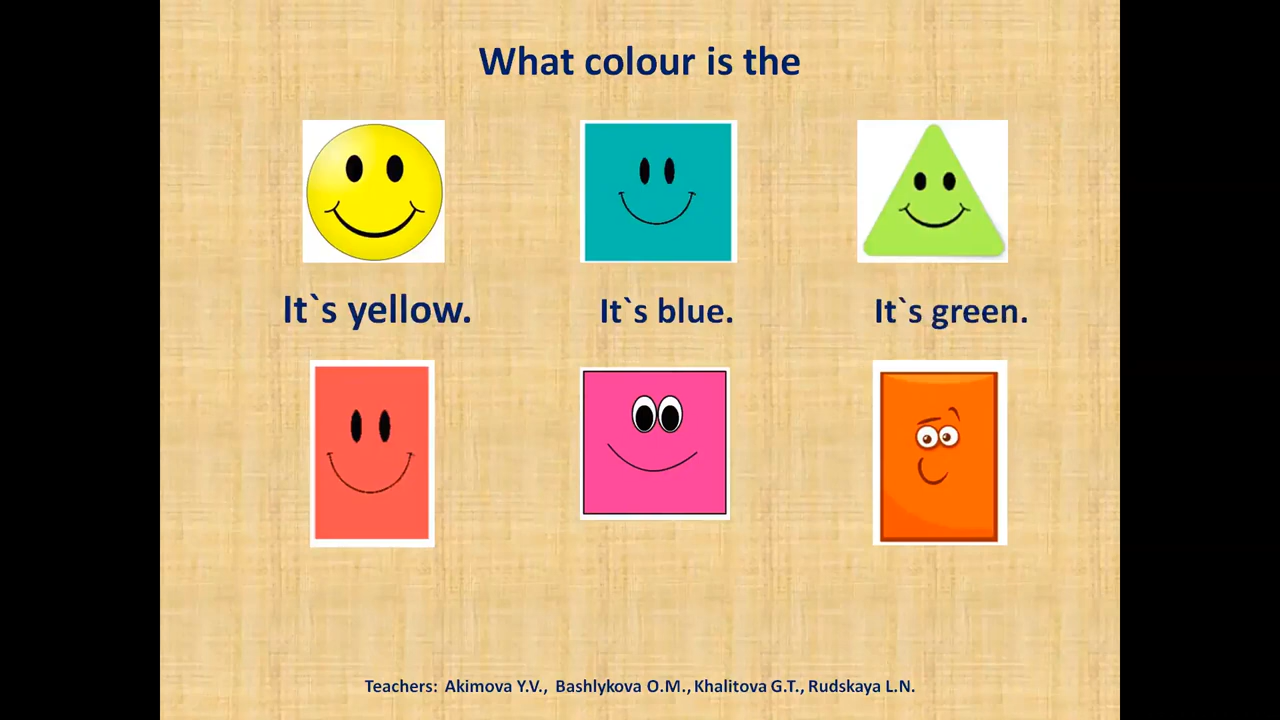 What colour is the
It`s yellow.
It`s blue.
It`s green.
Teachers: Akimova Y.V., Bashlykova O.M., Khalitova G.T., Rudskaya L.N.